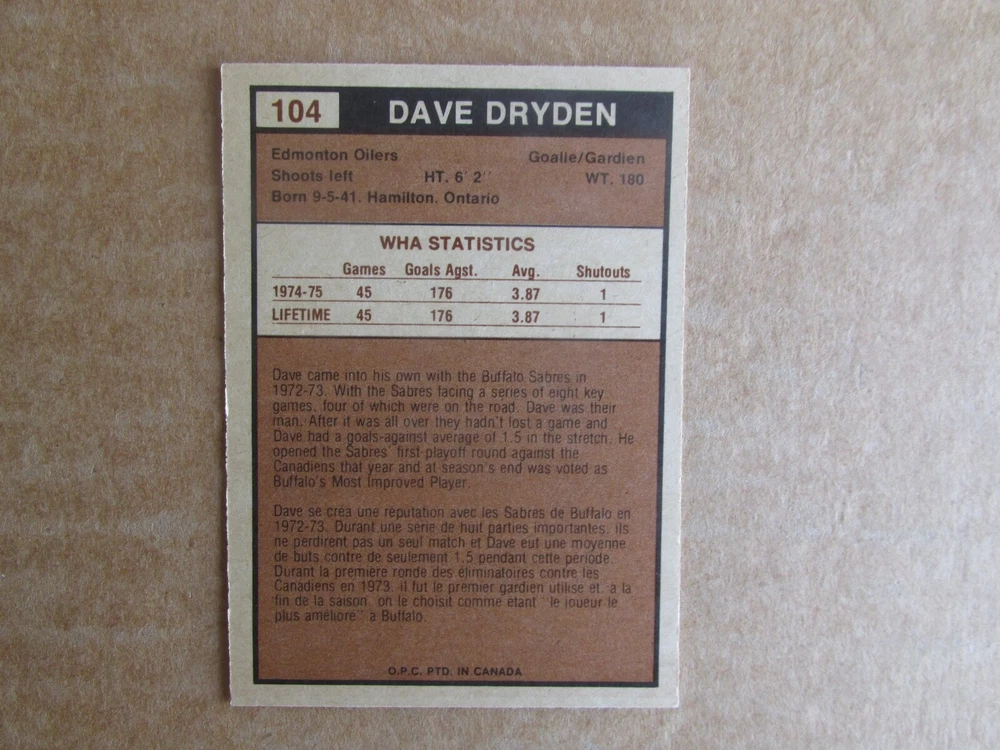 104 DAVE DRYDEN
Edmonton Oilers Goalie/Gardien
Shoots left HT. 6' 2'' WT. 180
Born 9-5-41. Hamilton. Ontario
WHA STATISTICS
Games Goals Agst. Avg. Shutouts
1974-75 45 176 3.87 1
LIFETIME 45 176 3.87 1
Dave came into his own with the Buffalo Sabres in
1972-73. With the Sabres facing a series of eight key
games, four of which were on the road. Dave was their
man. After it was all over they hadn't lost a game and
Dave had a goals-against average of 1.5 in the stretch. He
opened the Sabres' first playoff round against the
Canadiens that year and at season's end was voted as
Buffalo's Most Improved Player.
Dave se créa une réputation avec les Sabres de Buffalo en
1972-73. Durant une série de huit parties importantes, ils
ne perdirent pas un seul match et Dave eut une moyenne
de buts contre de seulement 1.5 pendant cette période.
Durant la première ronde des éliminatoires contre les
Canadiens en 1973, il fut le premier gardien utilisé et, à la
fin de la saison, on le choisit comme étant "le joueur le
plus amélioré" à Buffalo.
O.P.C. PTD. IN CANADA